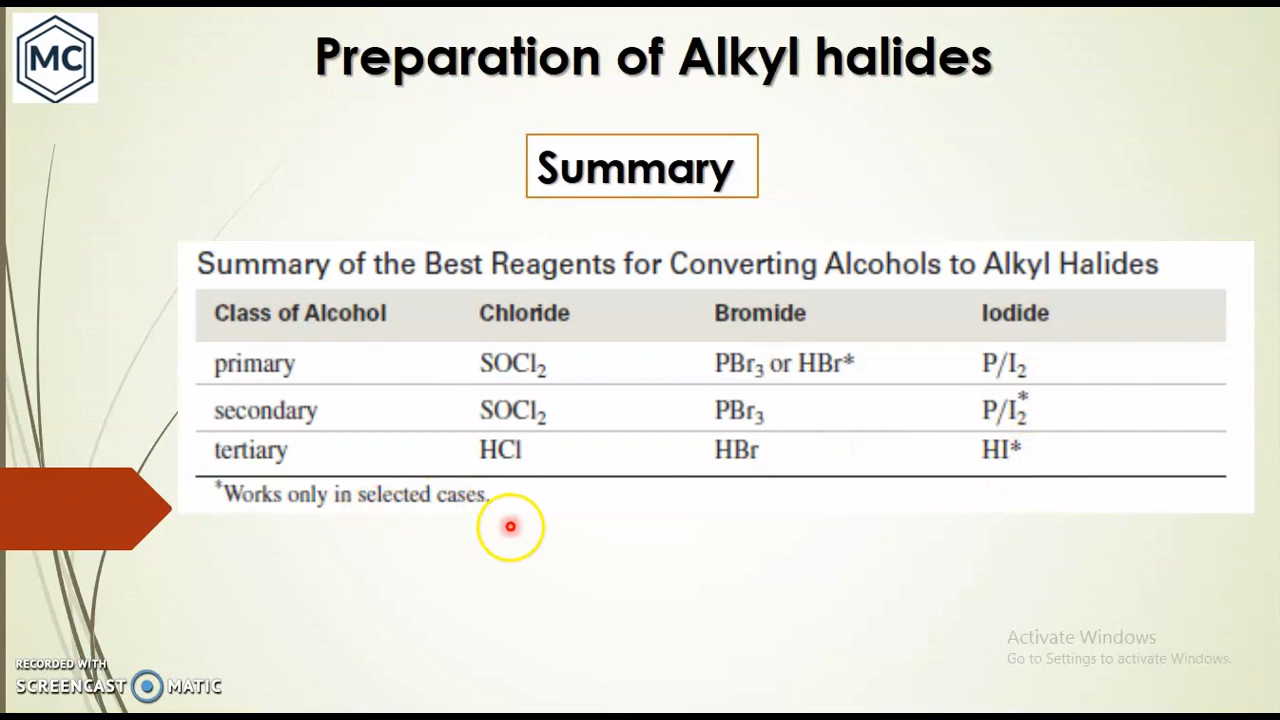 MC
Preparation of Alkyl halides
Summary
Summary of the Best Reagents for Converting Alcohols to Alkyl Halides
Class of Alcohol Chloride Bromide Iodide
primary SOCl₂ PBr₃ or HBr* P/I₂
secondary SOCl₂ PBr₃ P/I₂*
tertiary HCl HBr HI*
*Works only in selected cases.
Activate Windows
Go to Settings to activate Windows.
RECORDED WITH
SCREENCAST MATIC